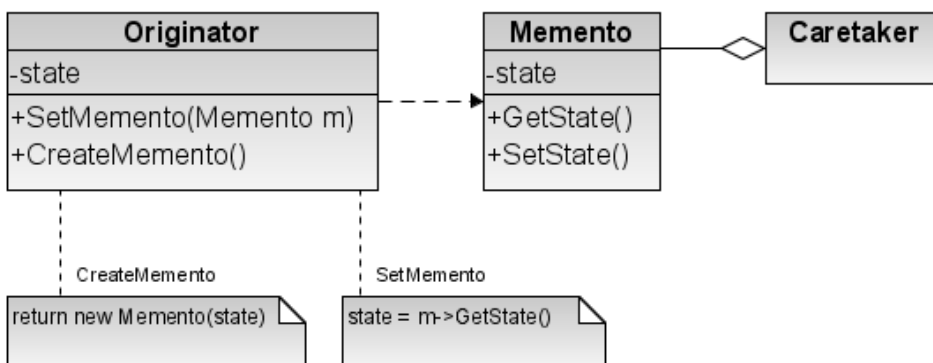 Originator
-state
+SetMemento(Memento m)
+CreateMemento()
Memento
-state
+GetState()
+SetState()
Caretaker
CreateMemento
return new Memento(state)
SetMemento
state = m->GetState()